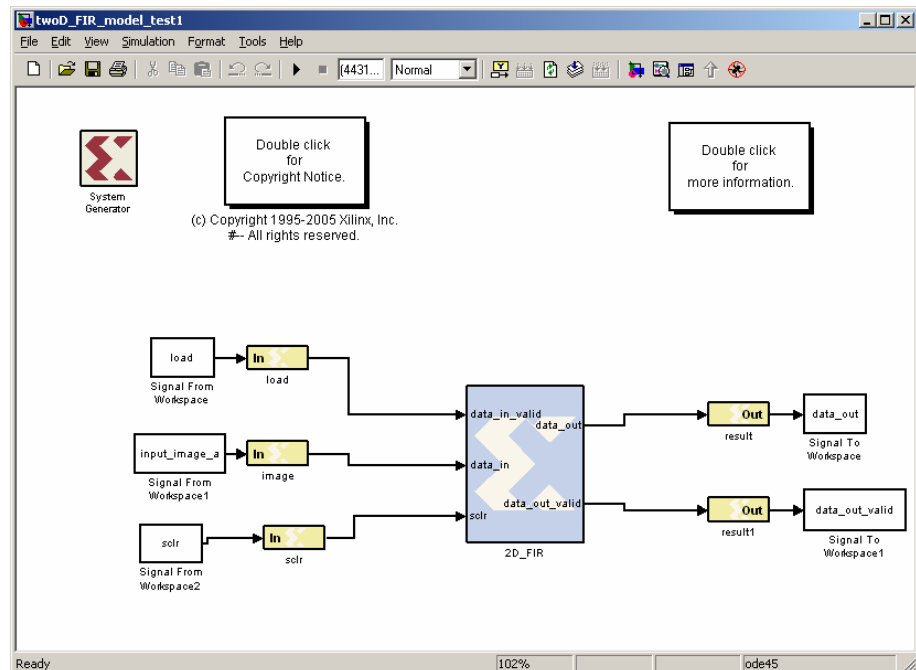 twoD_FIR_model_test1
File Edit View Simulation Format Tools Help
(4431... Normal
System
Generator
Double click
for
Copyright Notice.
(c) Copyright 1995-2005 Xilinx, Inc.
#-- All rights reserved.
Double click
for
more information.
load
Signal From
Workspace
In
load
input_image_a
Signal From
Workspace1
In
image
sclr
Signal From
Workspace2
In
sclr
data_in_valid
data_out
data_in
data_out_valid
sclr
2D_FIR
Out
result
data_out
Signal To
Workspace
Out
result1
data_out_valid
Signal To
Workspace1
Ready 102% ode45